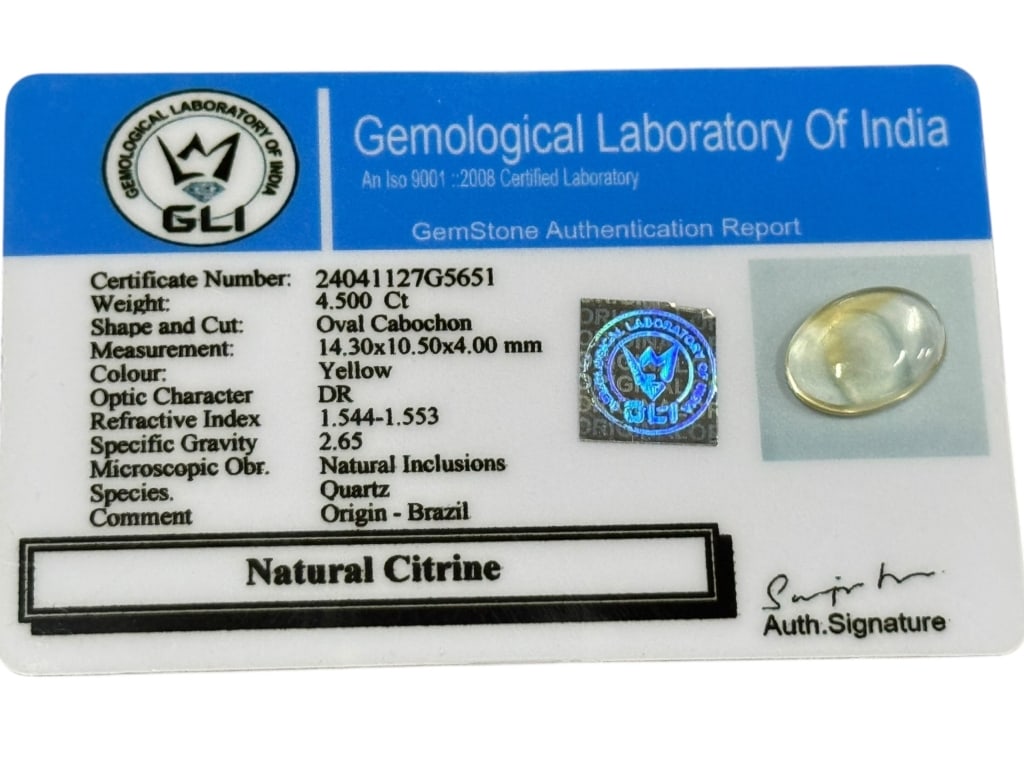 GEMOLOGICAL LABORATORY OF INDIA
GLI
Gemological Laboratory Of India
An Iso 9001 ::2008 Certified Laboratory
GemStone Authentication Report
Certificate Number: 24041127G5651
Weight: 4.500 Ct
Shape and Cut: Oval Cabochon
Measurement: 14.30x10.50x4.00 mm
Colour: Yellow
Optic Character DR
Refractive Index 1.544-1.553
Specific Gravity 2.65
Microscopic Obr. Natural Inclusions
Species. Quartz
Comment Origin - Brazil
GLI
ORIGINAL
Natural Citrine
Auth.Signature